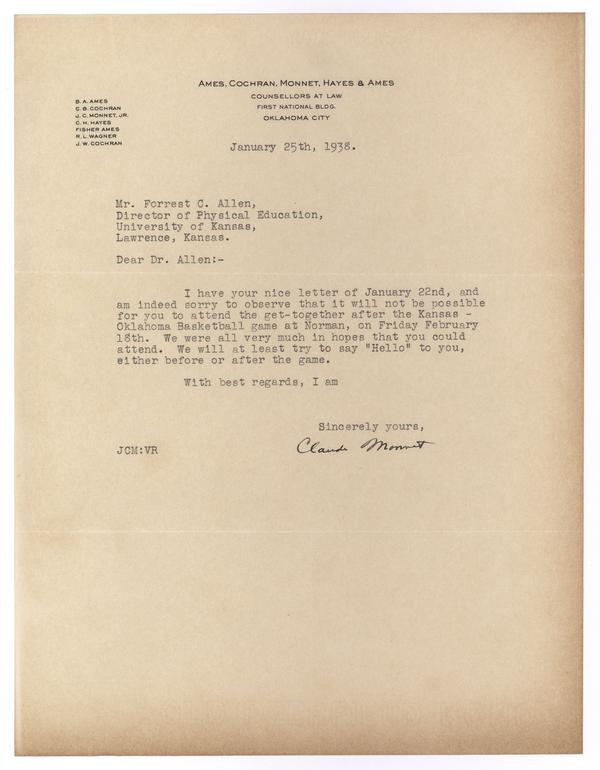 AMES, COCHRAN, MONNET, HAYES & AMES
COUNSELLORS AT LAW
FIRST NATIONAL BLDG.
OKLAHOMA CITY
B. A. AMES
C. B. COCHRAN
J. C. MONNET, JR.
C. H. HAYES
FISHER AMES
R. L. WAGNER
J. W. COCHRAN
January 25th, 1938.
Mr. Forrest C. Allen,
Director of Physical Education,
University of Kansas,
Lawrence, Kansas.
Dear Dr. Allen:-
I have your nice letter of January 22nd, and
am indeed sorry to observe that it will not be possible
for you to attend the get-together after the Kansas -
Oklahoma Basketball game at Norman, on Friday February
18th. We were all very much in hopes that you could
attend. We will at least try to say "Hello" to you,
either before or after the game.
With best regards, I am
Sincerely yours,
Claude Monnet
JCM:VR